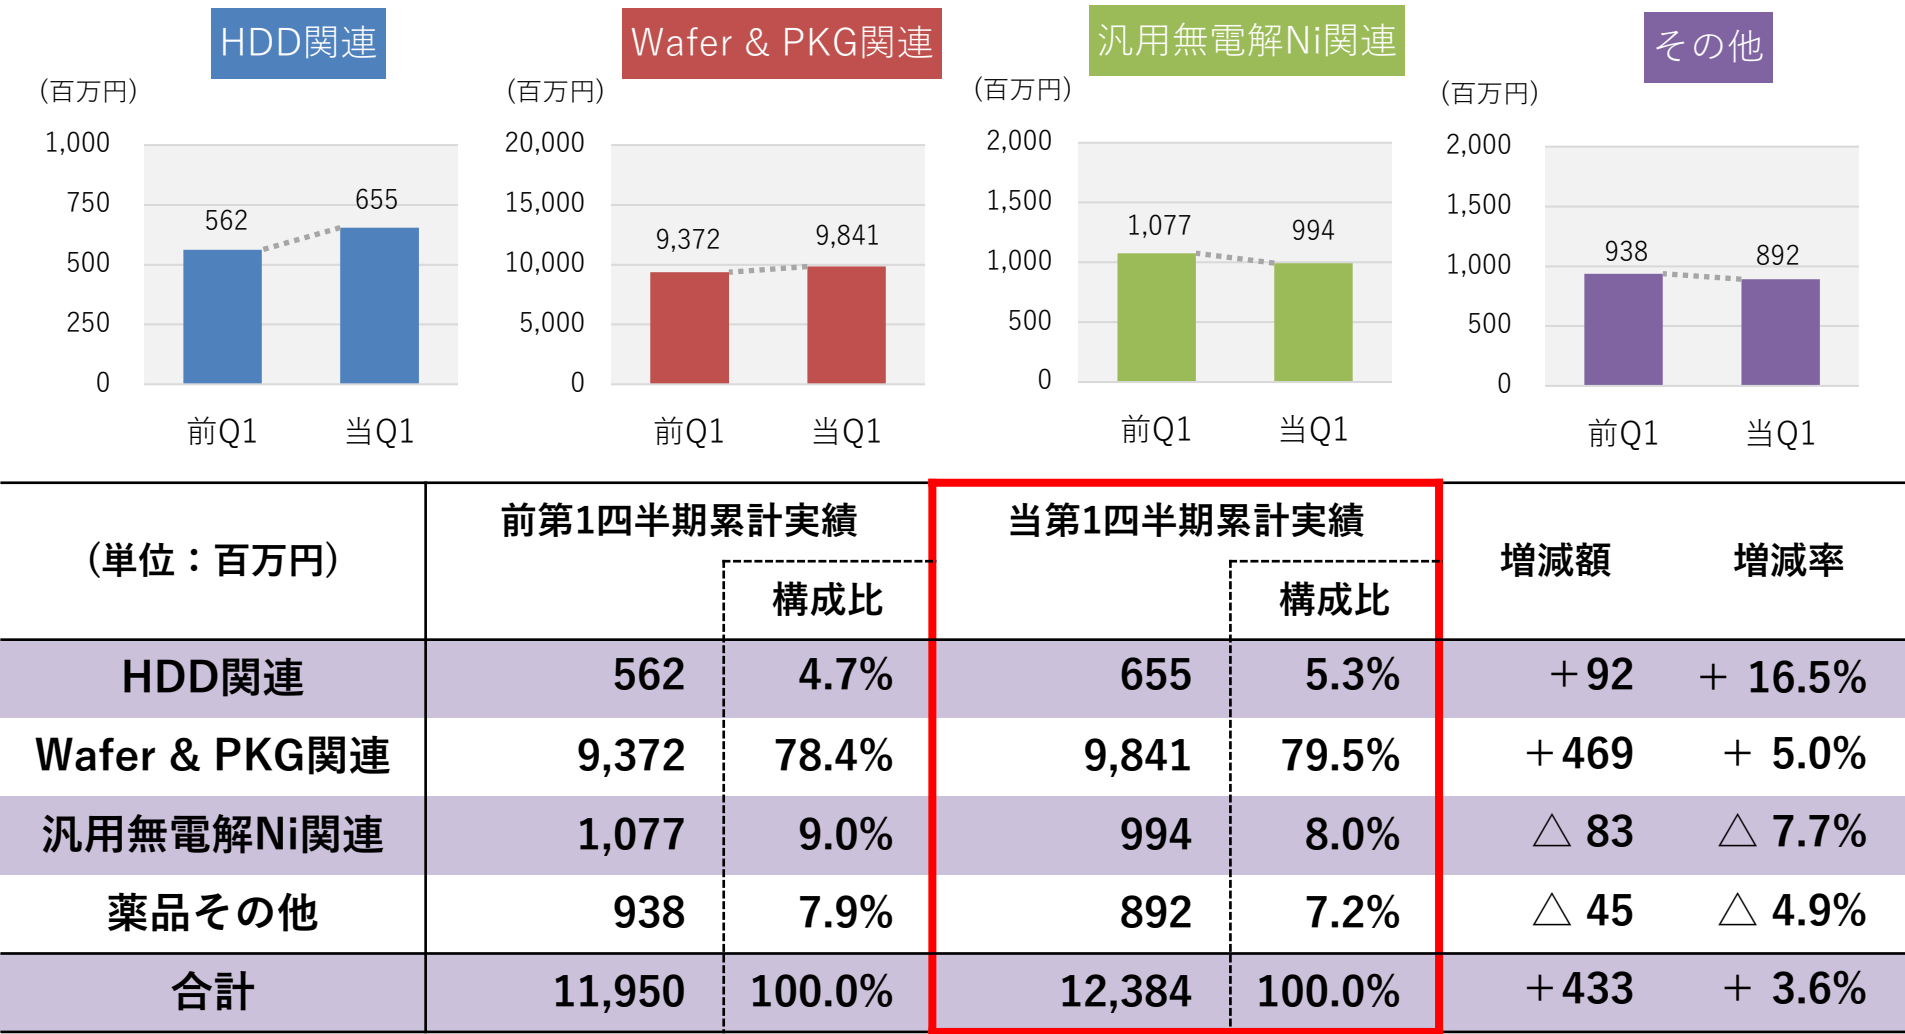 HDD関連
Wafer & PKG関連
汎用無電解Ni関連
その他
(百万円)
1,000
750
500
250
0
562
655
前Q1 当Q1
(百万円)
20,000
15,000
10,000
5,000
0
9,372
9,841
前Q1 当Q1
(百万円)
2,000
1,500
1,000
500
0
1,077
994
前Q1 当Q1
(百万円)
2,000
1,500
1,000
500
0
938
892
前Q1 当Q1
(単位：百万円) 前第1四半期累計実績 構成比 当第1四半期累計実績 構成比 増減額 増減率
HDD関連 562 4.7% 655 5.3% +92 + 16.5%
Wafer & PKG関連 9,372 78.4% 9,841 79.5% +469 + 5.0%
汎用無電解Ni関連 1,077 9.0% 994 8.0% △ 83 △ 7.7%
薬品その他 938 7.9% 892 7.2% △ 45 △ 4.9%
合計 11,950 100.0% 12,384 100.0% +433 + 3.6%